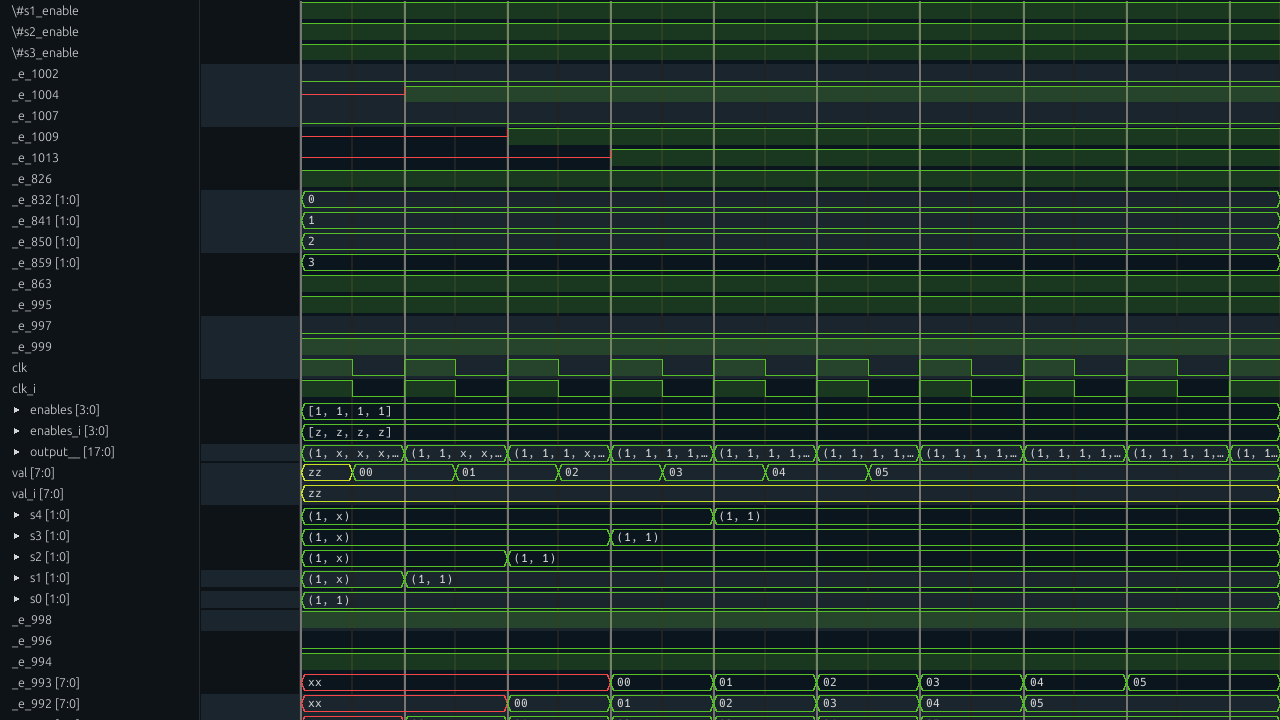 \#s1_enable
\#s2_enable
\#s3_enable
_e_1002
_e_1004
_e_1007
_e_1009
_e_1013
_e_826
_e_832 [1:0] 0
_e_841 [1:0] 1
_e_850 [1:0] 2
_e_859 [1:0] 3
_e_863
_e_995
_e_997
_e_999
clk
clk_i
enables [3:0] [1, 1, 1, 1]
enables_i [3:0] [z, z, z, z]
output__ [17:0] (1, x, x, x,… (1, 1, x, x,… (1, 1, 1, x,… (1, 1, 1, 1,… (1, 1, 1, 1,… (1, 1, 1, 1,… (1, 1, 1, 1,… (1, 1, 1, 1,… (1, 1, 1, 1,… (1, 1…
val [7:0] zz 00 01 02 03 04 05
val_i [7:0] zz
s4 [1:0] (1, x) (1, 1)
s3 [1:0] (1, x) (1, 1)
s2 [1:0] (1, x) (1, 1)
s1 [1:0] (1, x) (1, 1)
s0 [1:0] (1, 1)
_e_998
_e_996
_e_994
_e_993 [7:0] xx 00 01 02 03 04 05
_e_992 [7:0] xx 00 01 02 03 04 05